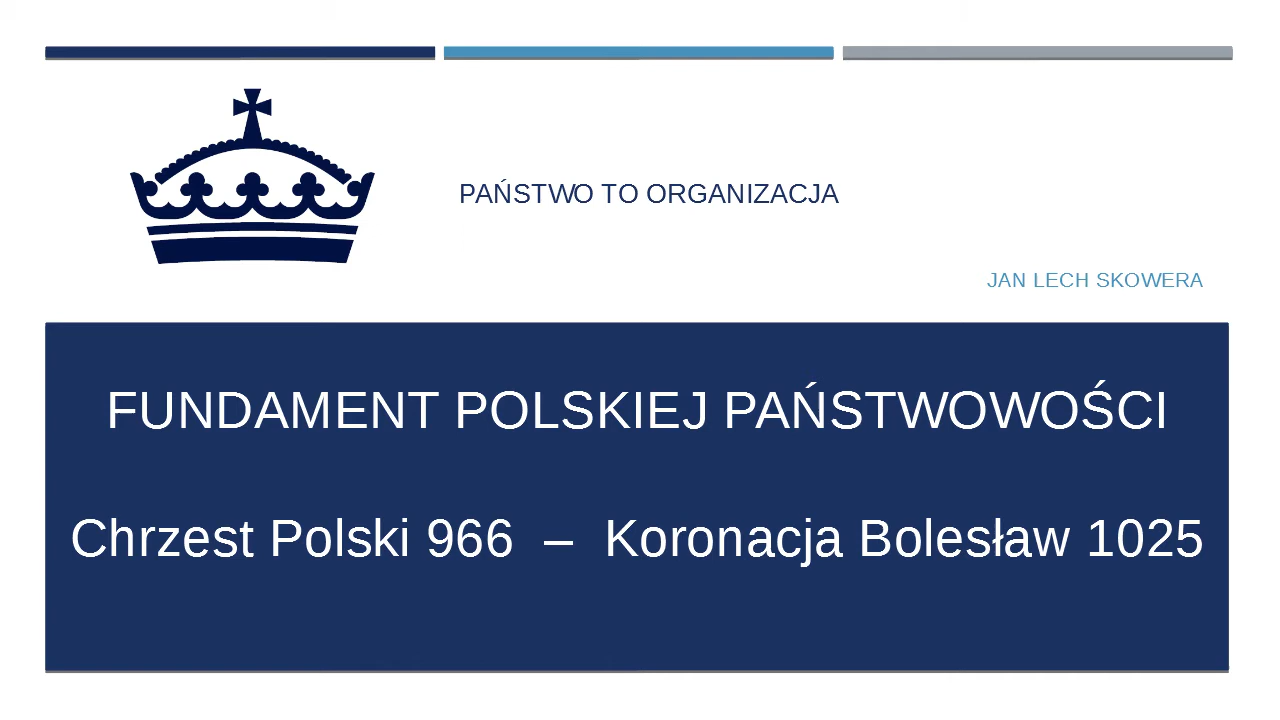 PAŃSTWO TO ORGANIZACJA
JAN LECH SKOWERA
FUNDAMENT POLSKIEJ PAŃSTWOWOŚCI
Chrzest Polski 966 – Koronacja Bolesław 1025